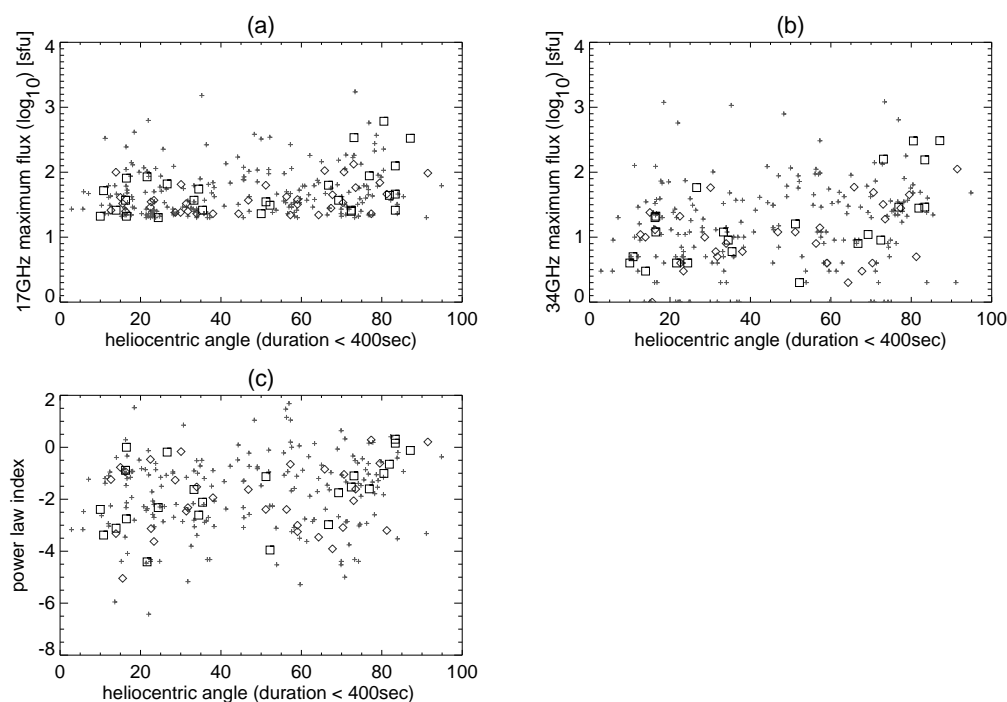 (a)
17GHz maximum flux (log10) [sfu]
4
3
2
1
0
0 20 40 60 80 100
heliocentric angle (duration < 400sec)
(b)
34GHz maximum flux (log10) [sfu]
4
3
2
1
0
0 20 40 60 80 100
heliocentric angle (duration < 400sec)
(c)
power law index
2
0
-2
-4
-6
-8
0 20 40 60 80 100
heliocentric angle (duration < 400sec)